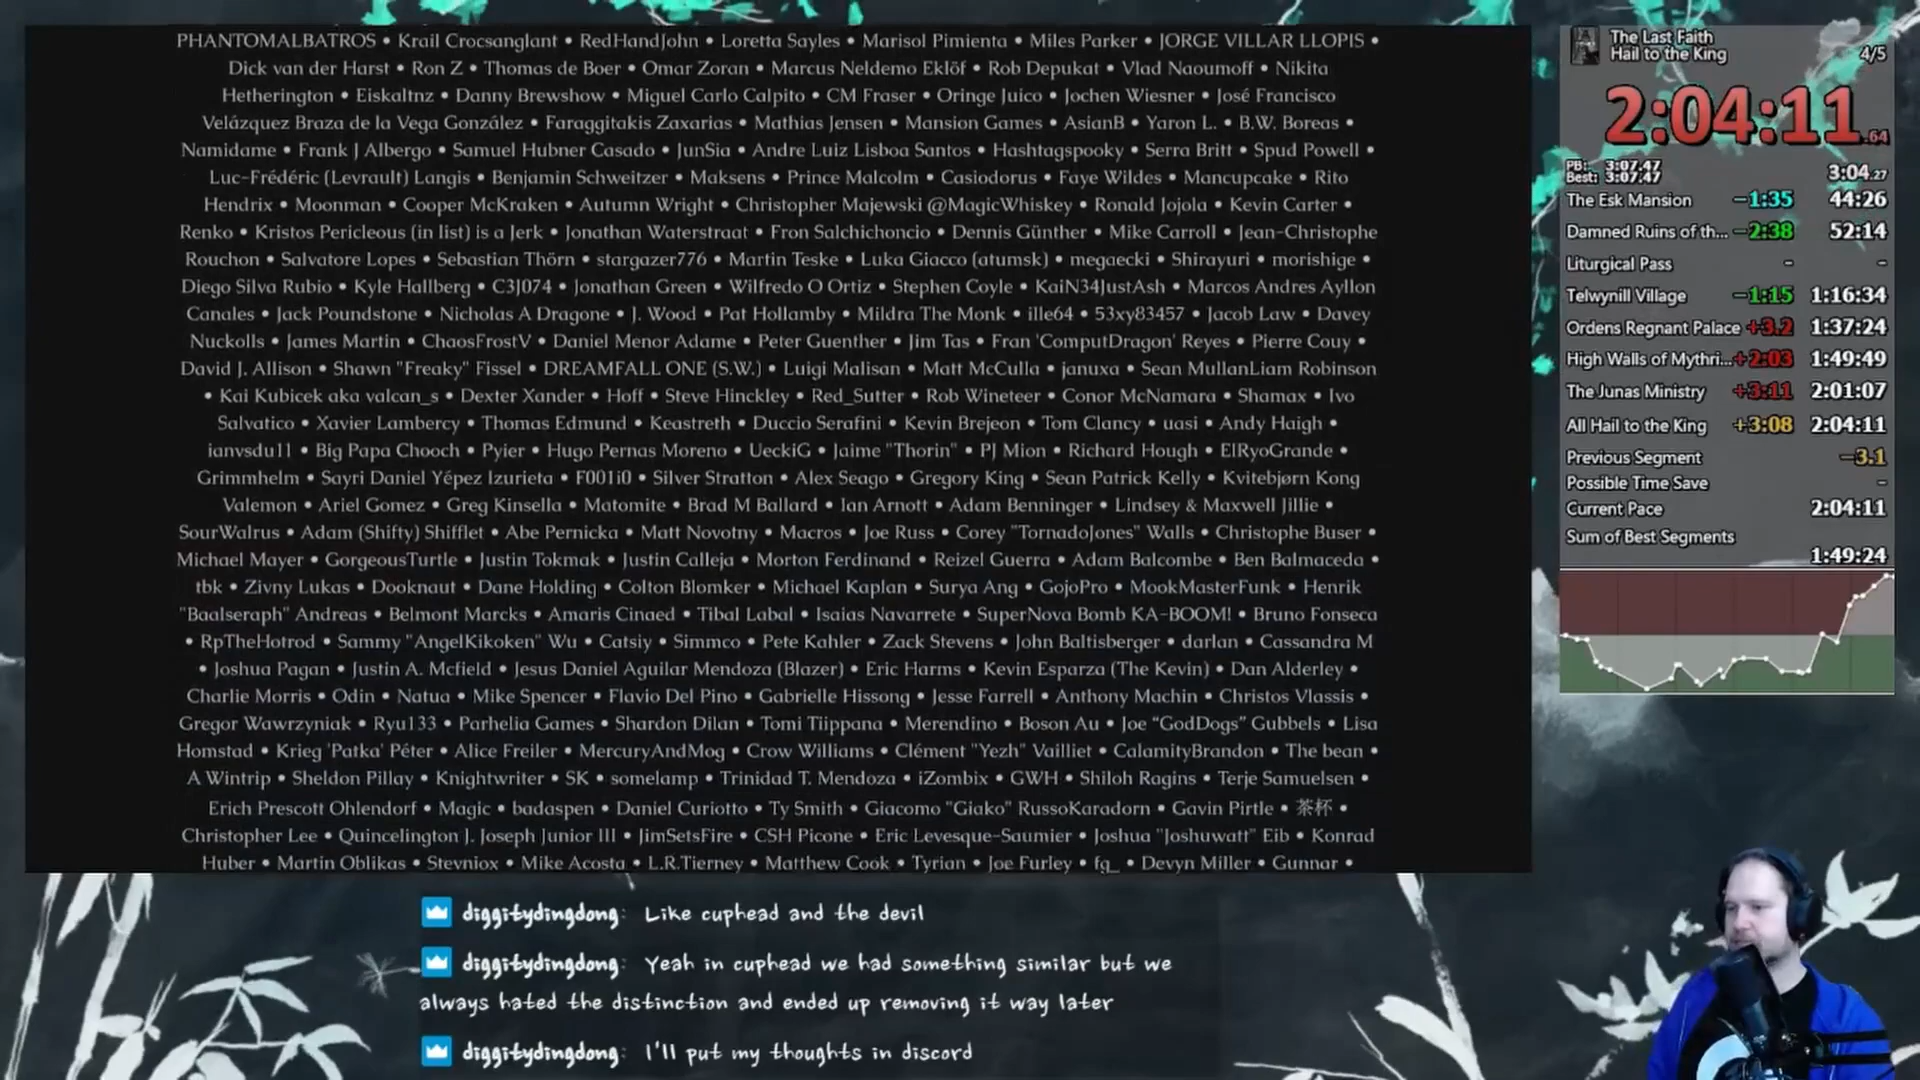 PHANTOMALBATROS • Krail Crocsanglant • RedHandJohn • Loretta Sayles • Marisol Pimienta • Miles Parker • JORGE VILLAR LLOPIS •
Dick van der Harst • Ron Z • Thomas de Boer • Omar Zoran • Marcus Neldemo Eklöf • Rob Depukat • Vlad Naoumoff • Nikita
Hetherington • Eiskaltnz • Danny Brewshow • Miguel Carlo Calpito • CM Fraser • Oringe Juico • Jochen Wiesner • José Francisco
Velázquez Braza de la Vega González • Faraggitakis Zaxarias • Mathias Jensen • Mansion Games • AsianB • Yaron L. • B.W. Boreas •
Namidame • Frank J Albergo • Samuel Hubner Casado • JunSia • Andre Luiz Lisboa Santos • Hashtagspooky • Serra Britt • Spud Powell •
Luc-Frédéric (Levrault) Langis • Benjamin Schweitzer • Maksens • Prince Malcolm • Casiodorus • Faye Wildes • Mancupcake • Rito
Hendrix • Moonman • Cooper McKraken • Autumn Wright • Christopher Majewski @MagicWhiskey • Ronald Jojola • Kevin Carter •
Renko • Kristos Pericleous (in list) is a Jerk • Jonathan Waterstraat • Fron Salchichoncio • Dennis Günther • Mike Carroll • Jean-Christophe
Rouchon • Salvatore Lopes • Sebastian Thörn • stargazer776 • Martin Teske • Luka Giacco (atumsk) • megaecki • Shirayuri • morishige •
Diego Silva Rubio • Kyle Hallberg • C3J074 • Jonathan Green • Wilfredo O Ortiz • Stephen Coyle • KaiN34JustAsh • Marcos Andres Ayllon
Canales • Jack Poundstone • Nicholas A Dragone • J. Wood • Pat Hollamby • Mildra The Monk • ille64 • 53xy83457 • Jacob Law • Davey
Nuckolls • James Martin • ChaosFrostV • Daniel Menor Adame • Peter Guenther • Jim Tas • Fran 'ComputDragon' Reyes • Pierre Couy •
David J. Allison • Shawn "Freaky" Fissel • DREAMFALL ONE (S.W.) • Luigi Malisan • Matt McCulla • januxa • Sean MullanLiam Robinson
• Kai Kubicek aka valcan_s • Dexter Xander • Hoff • Steve Hinckley • Red_Sutter • Rob Wineteer • Conor McNamara • Shamax • Ivo
Salvatico • Xavier Lambercy • Thomas Edmund • Keastreth • Duccio Serafini • Kevin Brejeon • Tom Clancy • uasi • Andy Haigh •
ianvsdu11 • Big Papa Chooch • Pyier • Hugo Pernas Moreno • UeckiG • Jaime "Thorin" • PJ Mion • Richard Hough • ElRyoGrande •
Grimmhelm • Sayri Daniel Yépez Izurieta • F001i0 • Silver Stratton • Alex Seago • Gregory King • Sean Patrick Kelly • Kvitebjørn Kong
Valemon • Ariel Gomez • Greg Kinsella • Matomite • Brad M Ballard • Ian Arnott • Adam Benninger • Lindsey & Maxwell Jillie •
SourWalrus • Adam (Shifty) Shifflet • Abe Pernicka • Matt Novotny • Macros • Joe Russ • Corey "TornadoJones" Walls • Christophe Buser •
Michael Mayer • GorgeousTurtle • Justin Tokmak • Justin Calleja • Morton Ferdinand • Reizel Guerra • Adam Balcombe • Ben Balmaceda •
tbk • Zivny Lukas • Dooknaut • Dane Holding • Colton Blomker • Michael Kaplan • Surya Ang • GojoPro • MookMasterFunk • Henrik
"Baalseraph" Andreas • Belmont Marcks • Amaris Cinaed • Tibal Labal • Isaias Navarrete • SuperNova Bomb KA-BOOM! • Bruno Fonseca
• RpTheHotrod • Sammy "AngelKikoken" Wu • Catsiy • Simmco • Pete Kahler • Zack Stevens • John Baltisberger • darlan • Cassandra M
• Joshua Pagan • Justin A. Mcfield • Jesus Daniel Aguilar Mendoza (Blazer) • Eric Harms • Kevin Esparza (The Kevin) • Dan Alderley •
Charlie Morris • Odin • Natua • Mike Spencer • Flavio Del Pino • Gabrielle Hissong • Jesse Farrell • Anthony Machin • Christos Vlassis •
Gregor Wawrzyniak • Ryu133 • Parhelia Games • Shardon Dilan • Tomi Tiippana • Merendino • Boson Au • Joe “GodDogs” Gubbels • Lisa
Homstad • Krieg 'Patka' Péter • Alice Freiler • MercuryAndMog • Crow Williams • Clément "Yezh" Vailliet • CalamityBrandon • The bean •
A Wintrip • Sheldon Pillay • Knightwriter • SK • somelamp • Trinidad T. Mendoza • iZombix • GWH • Shiloh Ragins • Terje Samuelsen •
Erich Prescott Ohlendorf • Magic • badaspen • Daniel Curiotto • Ty Smith • Giacomo "Giako" RussoKaradorn • Gavin Pirtle • 茶杯 •
Christopher Lee • Quincelington J. Joseph Junior III • JimSetsFire • CSH Picone • Eric Levesque-Saumier • Joshua "Joshuwatt" Eib • Konrad
Huber • Martin Oblikas • Stevniox • Mike Acosta • L.R.Tierney • Matthew Cook • Tyrian • Joe Furley • fg_ • Devyn Miller • Gunnar •
The Last Faith
Hail to the King 4/5
2:04:11.64
PB: 3:07.47
Best: 3:07.47 3:04.27
The Esk Mansion −1:35 44:26
Damned Ruins of th... −2:38 52:14
Liturgical Pass - -
Telwynill Village −1:15 1:16:34
Ordens Regnant Palace +3.2 1:37:24
High Walls of Mythri... +2:03 1:49:49
The Junas Ministry +3:11 2:01:07
All Hail to the King +3:08 2:04:11
Previous Segment −3.1
Possible Time Save -
Current Pace 2:04:11
Sum of Best Segments
1:49:24
diggitydingdong: Like cuphead and the devil
diggitydingdong: Yeah in cuphead we had something similar but we
always hated the distinction and ended up removing it way later
diggitydingdong: I'll put my thoughts in discord